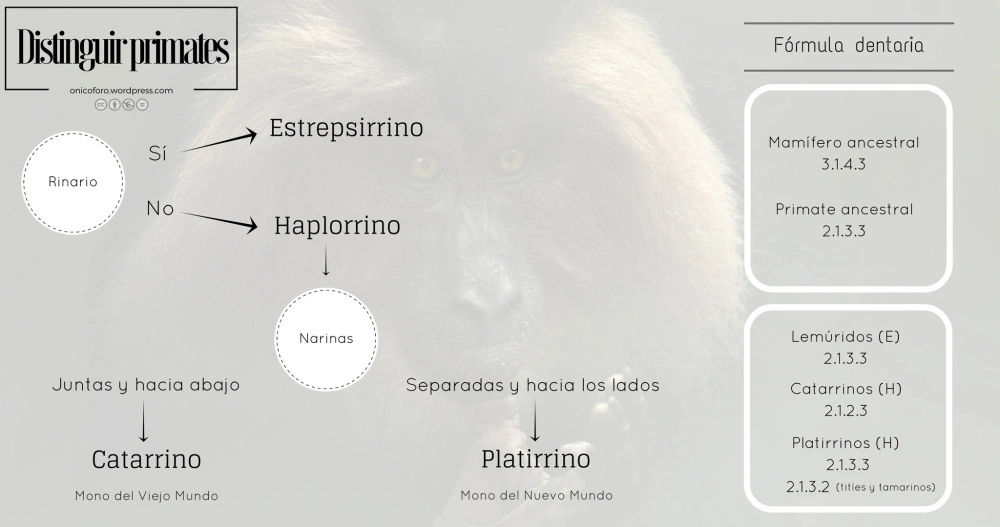 Distinguir primates
onicoforo.wordpress.com
Rinario
Sí
Estrepsirrino
No
Haplorrino
Narinas
Juntas y hacia abajo
Separadas y hacia los lados
Catarrino
Mono del Viejo Mundo
Platirrino
Mono del Nuevo Mundo
Fórmula dentaria
Mamífero ancestral
3.1.4.3
Primate ancestral
2.1.3.3
Lemúridos (E)
2.1.3.3
Catarrinos (H)
2.1.2.3
Platirrinos (H)
2.1.3.3
2.1.3.2 (titíes y tamarinos)